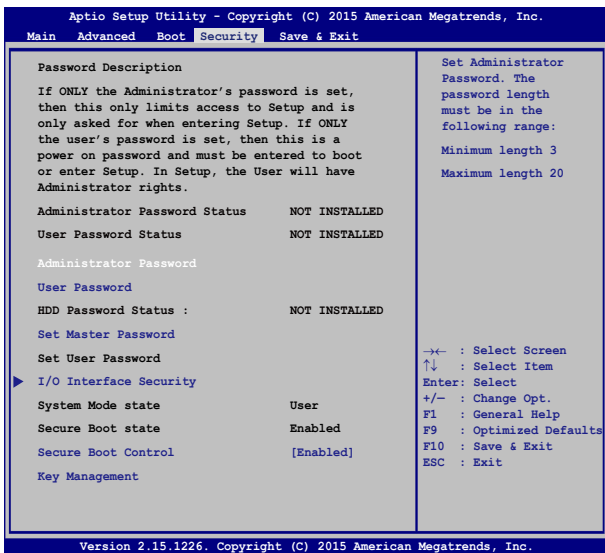 Aptio Setup Utility - Copyright (C) 2015 American Megatrends, Inc.
Main Advanced Boot Security Save & Exit
Password Description
If ONLY the Administrator's password is set,
then this only limits access to Setup and is
only asked for when entering Setup. If ONLY
the user's password is set, then this is a
power on password and must be entered to boot
or enter Setup. In Setup, the User will have
Administrator rights.
Administrator Password Status NOT INSTALLED
User Password Status NOT INSTALLED
Administrator Password
User Password
HDD Password Status : NOT INSTALLED
Set Master Password
Set User Password
I/O Interface Security
System Mode state User
Secure Boot state Enabled
Secure Boot Control [Enabled]
Key Management
Set Administrator
Password. The
password length
must be in the
following range:
Minimum length 3
Maximum length 20
→← : Select Screen
↑↓ : Select Item
Enter: Select
+/— : Change Opt.
F1 : General Help
F9 : Optimized Defaults
F10 : Save & Exit
ESC : Exit
Version 2.15.1226. Copyright (C) 2015 American Megatrends, Inc.